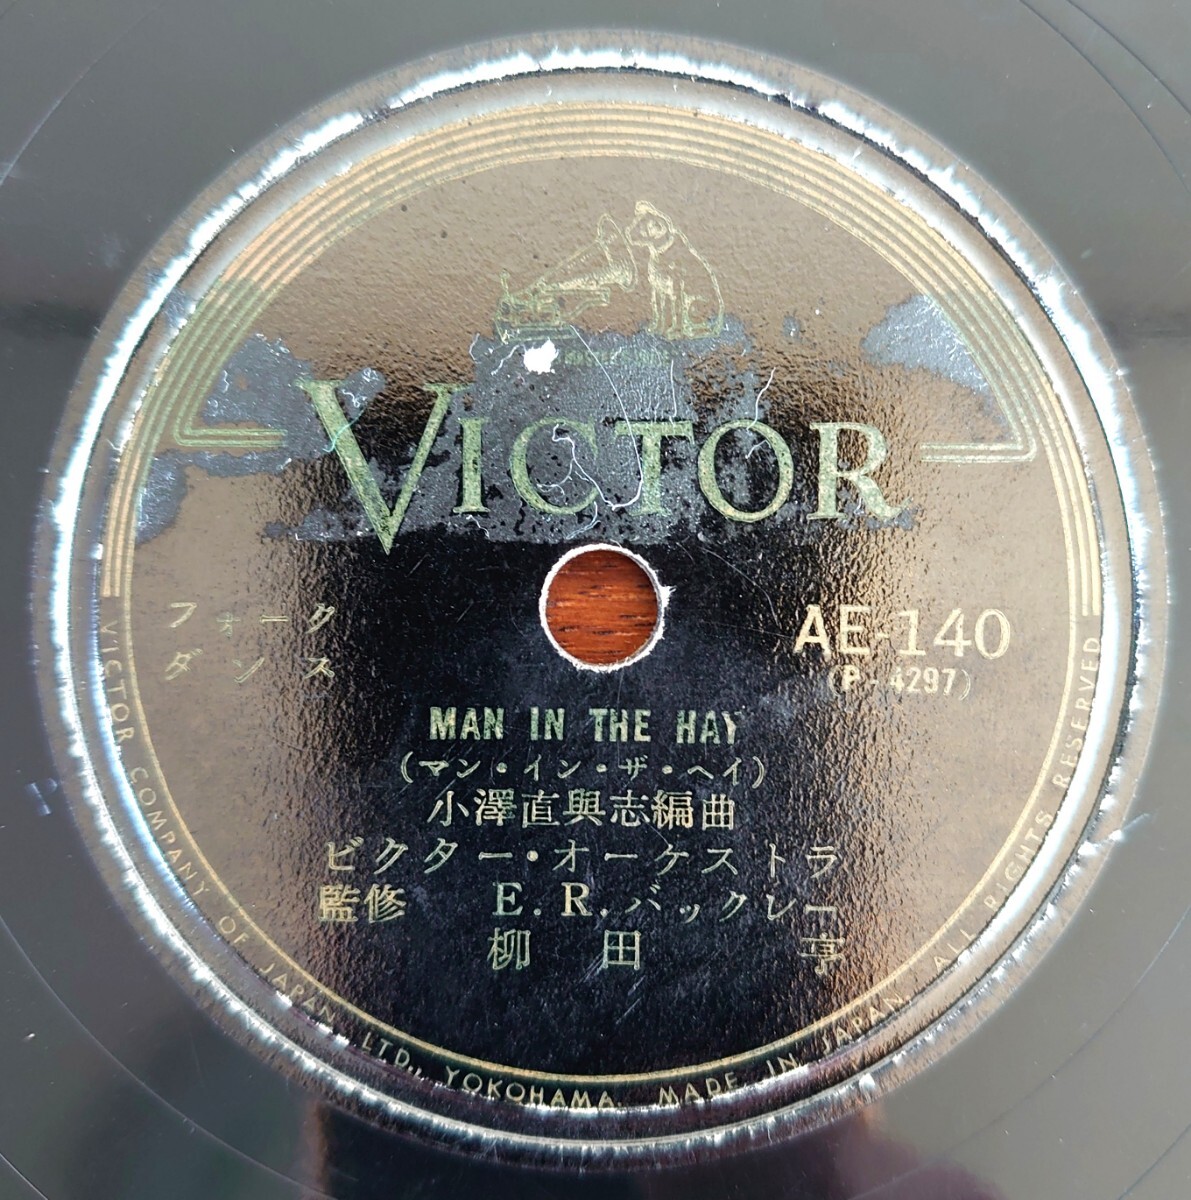 VICTOR
フォーク
ダンス
AE-140
(P-4297)
MAN IN THE HAY
(マン・イン・ザ・ヘイ)
小澤直與志編曲
ビクター・オーケストラ
監修 E.R.バックレー
柳田 亨
VICTOR COMPANY OF JAPAN, LTD., YOKOHAMA. MADE IN JAPAN. ALL RIGHTS RESERVED